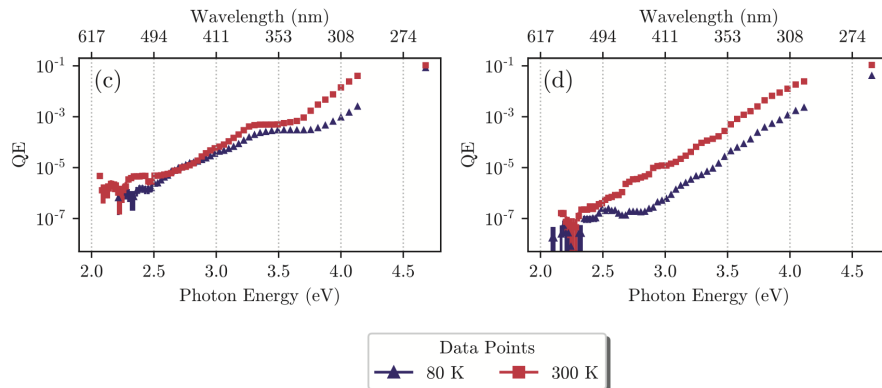 Wavelength (nm)
617 494 411 353 308 274
Wavelength (nm)
617 494 411 353 308 274
QE
10⁻¹
10⁻³
10⁻⁵
10⁻⁷
(c)
2.0 2.5 3.0 3.5 4.0 4.5
Photon Energy (eV)
QE
10⁻¹
10⁻³
10⁻⁵
10⁻⁷
(d)
2.0 2.5 3.0 3.5 4.0 4.5
Photon Energy (eV)
Data Points
80 K 300 K